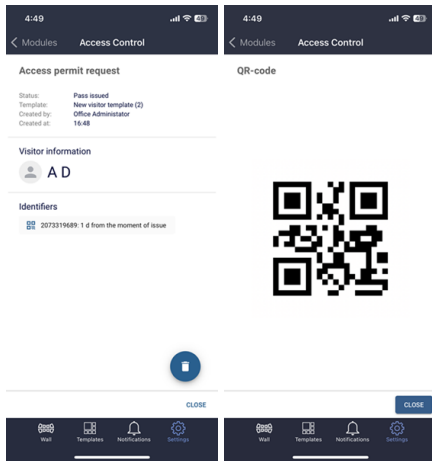 4:49
49
Modules
Access Control
Access permit request
Status: Pass issued
Template: New visitor template (2)
Created by: Office Administator
Created at: 16:48
Visitor information
A D
Identifiers
2073319689: 1 d from the moment of issue
CLOSE
Wall
Templates
Notifications
Settings
4:49
49
Modules
Access Control
QR-code
CLOSE
Wall
Templates
Notifications
Settings